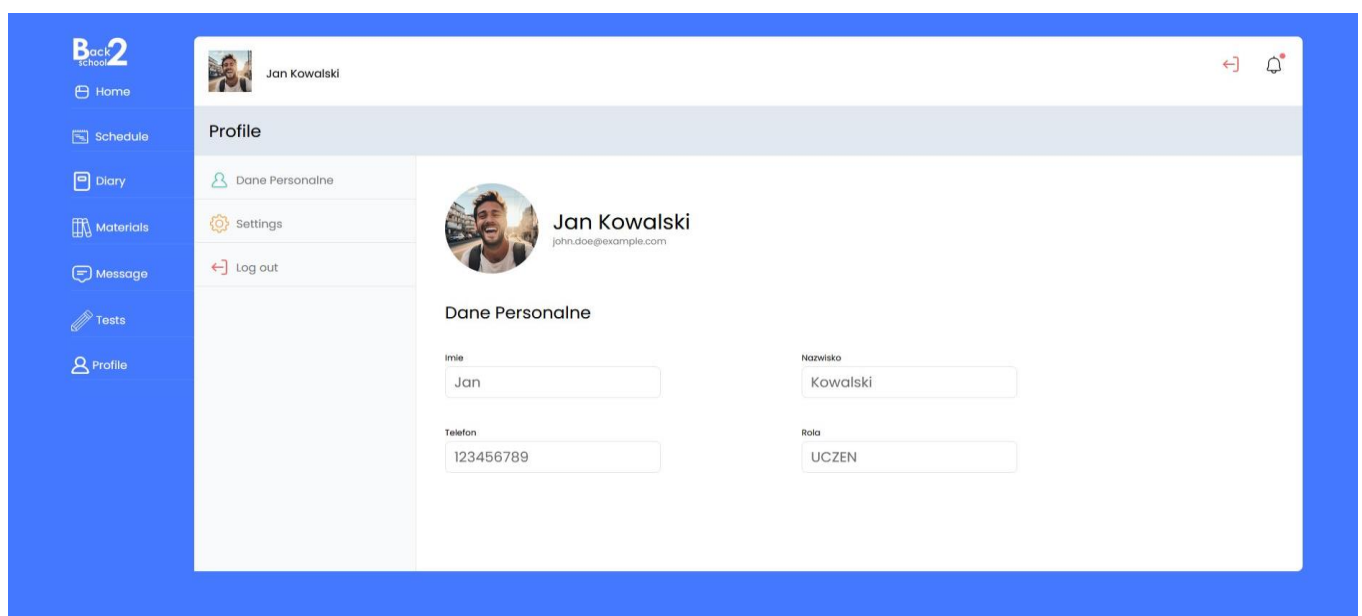 Back 2
School
Home
Schedule
Diary
Materials
Message
Tests
Profile
Jan Kowalski
Profile
Dane Personalne
Settings
Log out
Jan Kowalski
john.doe@example.com
Dane Personalne
Imie
Nazwisko
Jan
Kowalski
Telefon
Rola
123456789
UCZEN